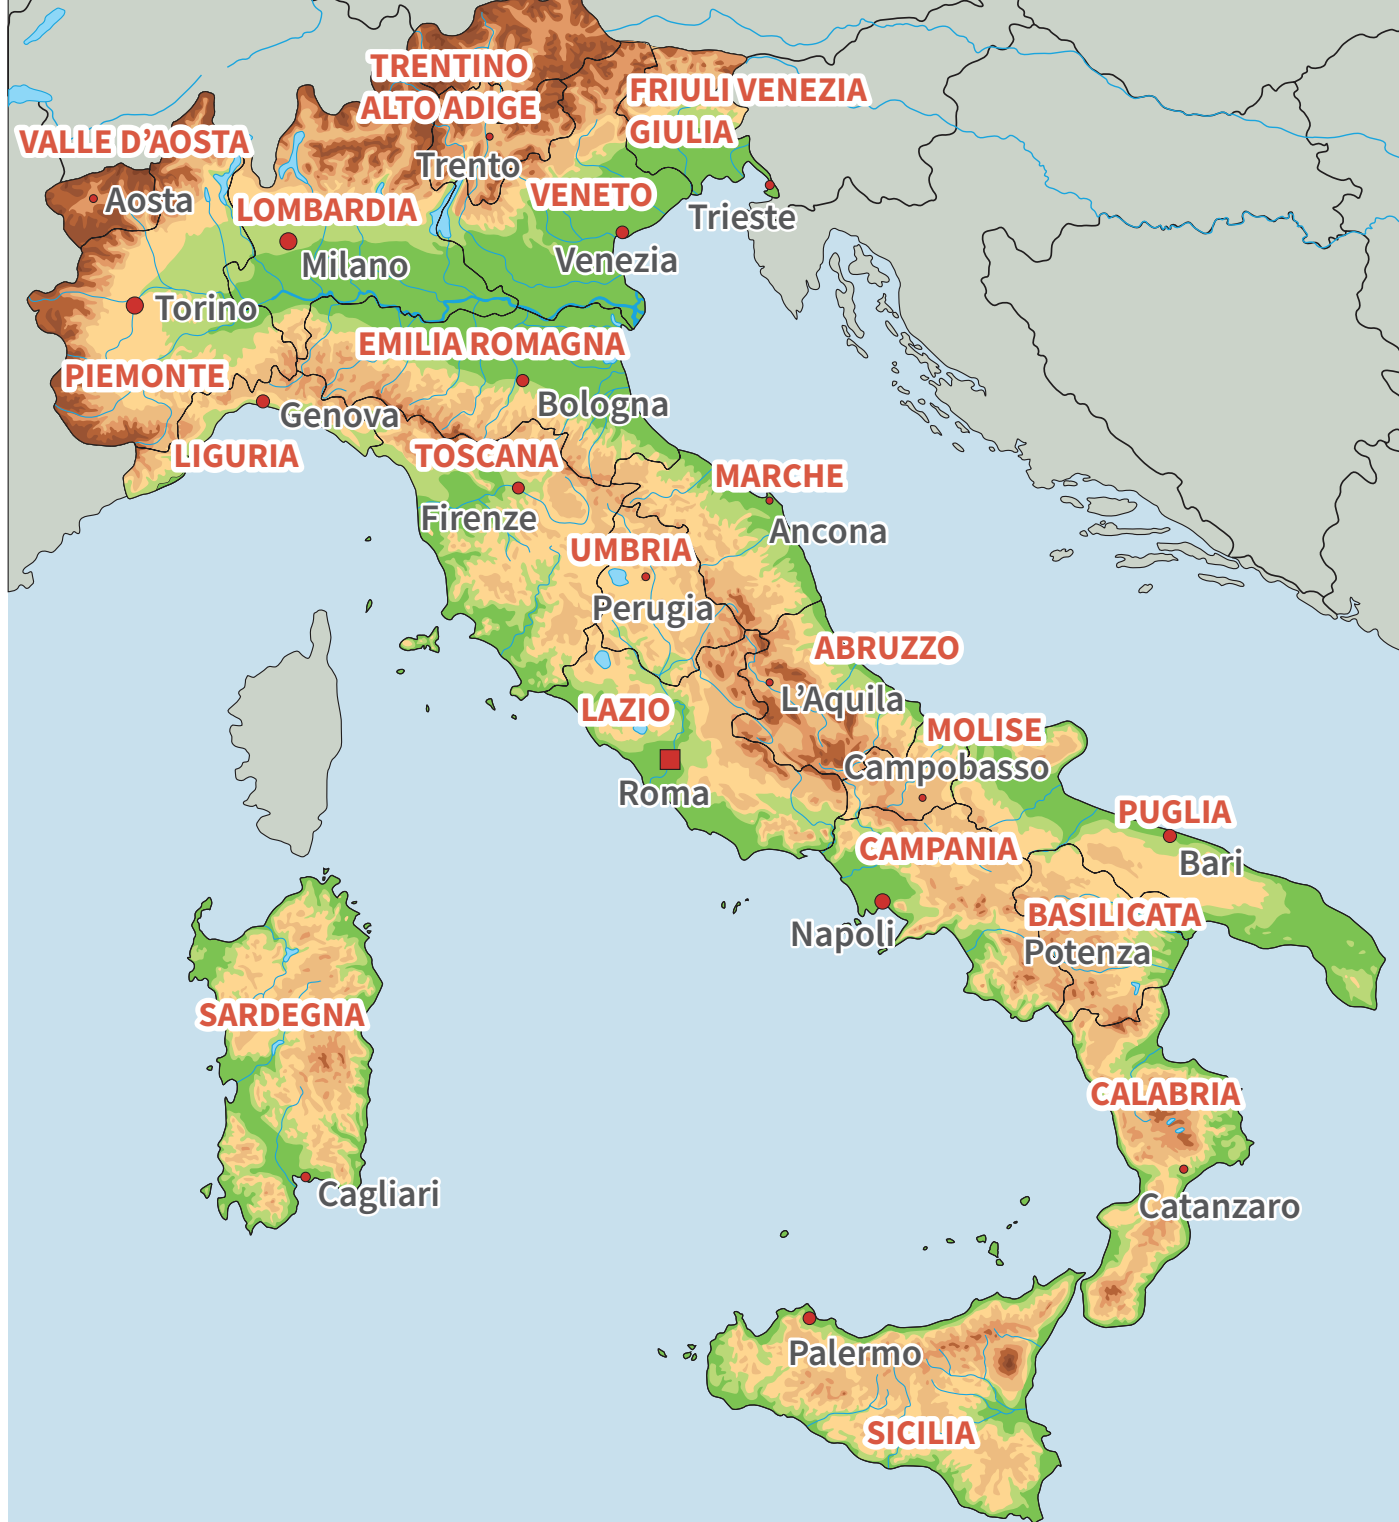 TRENTINO
ALTO ADIGE
FRIULI VENEZIA
GIULIA
VALLE D'AOSTA
Trento
Aosta
VENETO
LOMBARDIA
Trieste
Venezia
Milano
Torino
EMILIA ROMAGNA
PIEMONTE
Bologna
Genova
LIGURIA
TOSCANA
MARCHE
Firenze
Ancona
UMBRIA
Perugia
ABRUZZO
L'Aquila
LAZIO
MOLISE
Campobasso
Roma
PUGLIA
CAMPANIA
Bari
BASILICATA
Napoli
Potenza
SARDEGNA
CALABRIA
Cagliari
Catanzaro
Palermo
SICILIA